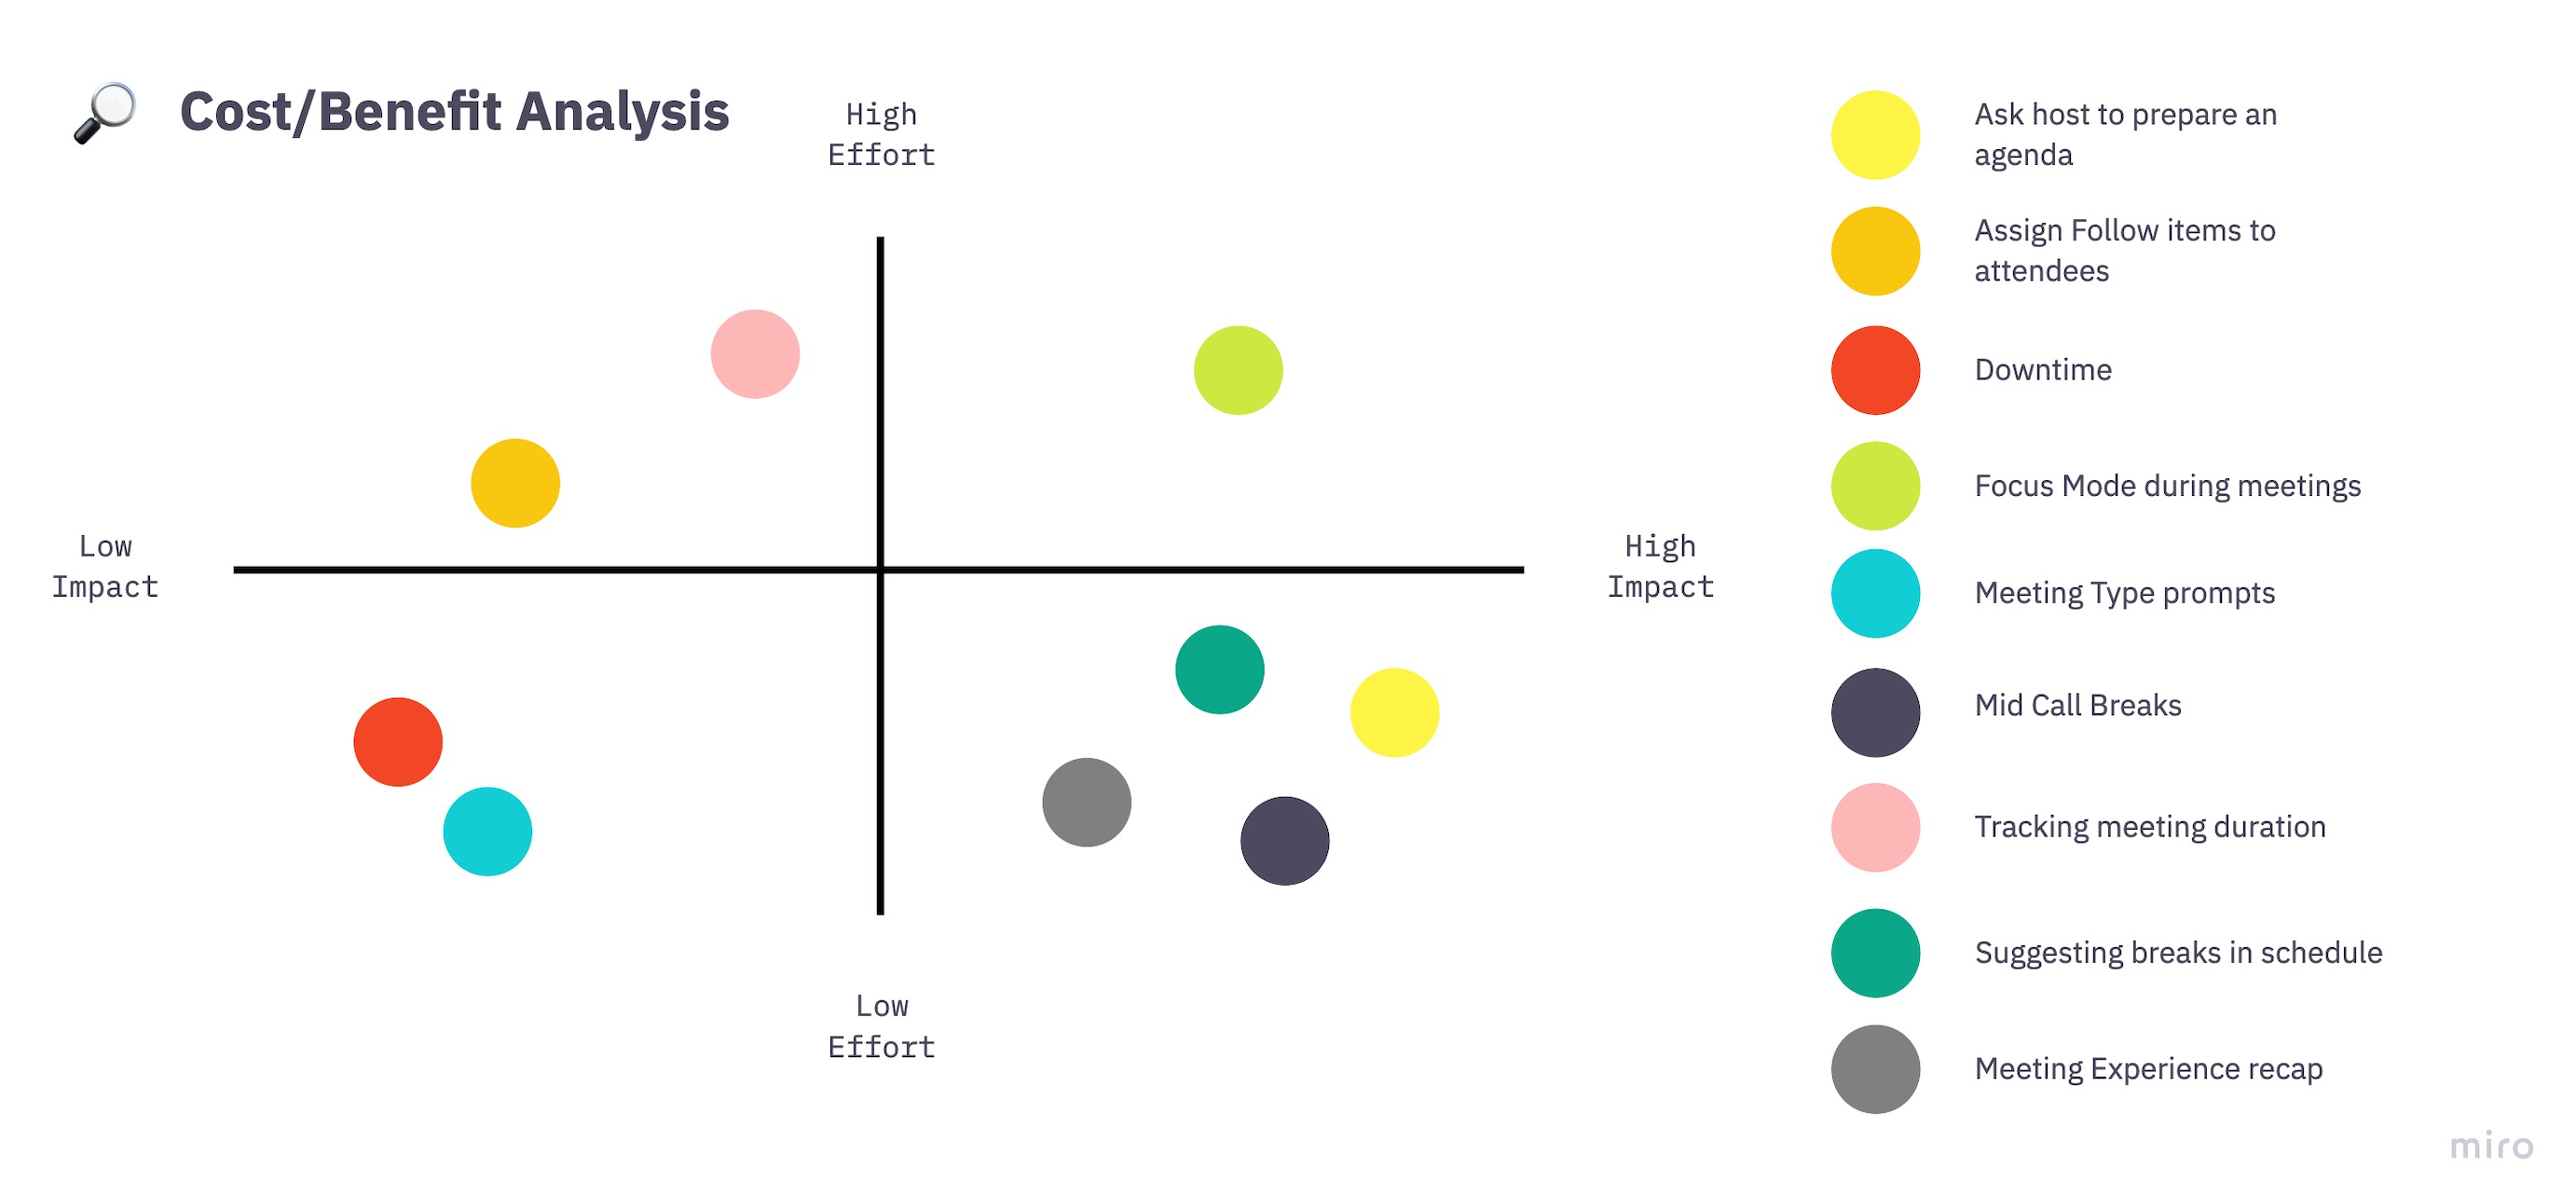 Cost/Benefit Analysis
High
Effort
Low
Impact
High
Impact
Low
Effort
Ask host to prepare an
agenda
Assign Follow items to
attendees
Downtime
Focus Mode during meetings
Meeting Type prompts
Mid Call Breaks
Tracking meeting duration
Suggesting breaks in schedule
Meeting Experience recap
miro